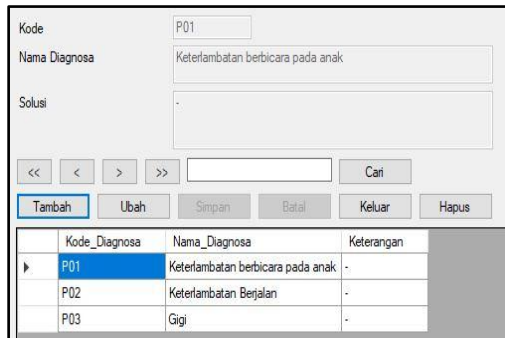 Kode P01
Nama Diagnosa Keterlambatan berbicara pada anak
Solusi -
<< < > >> Cari
Tambah Ubah Simpan Batal Keluar Hapus
Kode_Diagnosa Nama_Diagnosa Keterangan
P01 Keterlambatan berbicara pada anak -
P02 Keterlambatan Berjalan -
P03 Gigi -